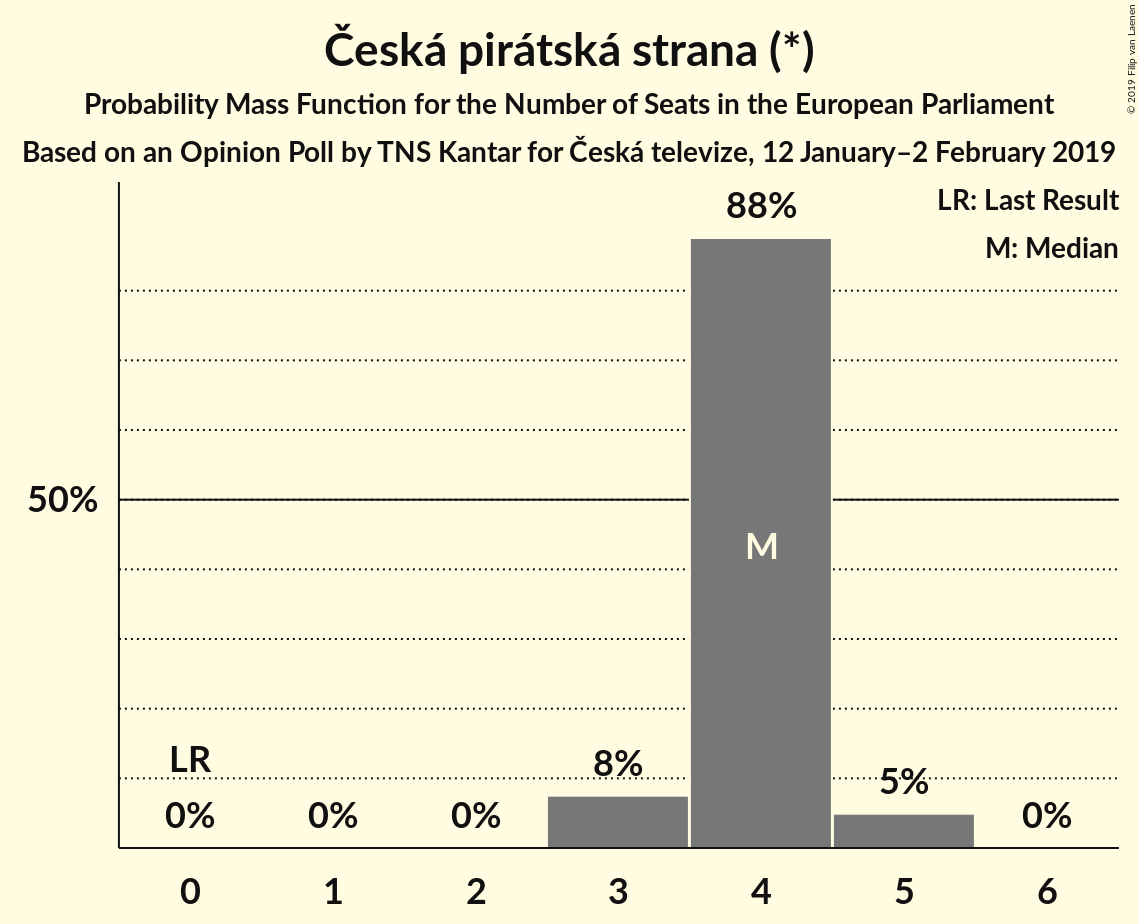 Česká pirátská strana (*)
Probability Mass Function for the Number of Seats in the European Parliament
Based on an Opinion Poll by TNS Kantar for Česká televize, 12 January–2 February 2019
© 2019 Filip van Laenen
LR: Last Result
M: Median
88%
50%
M
LR
8%
5%
0%
0%
0%
0%
0
1
2
3
4
5
6